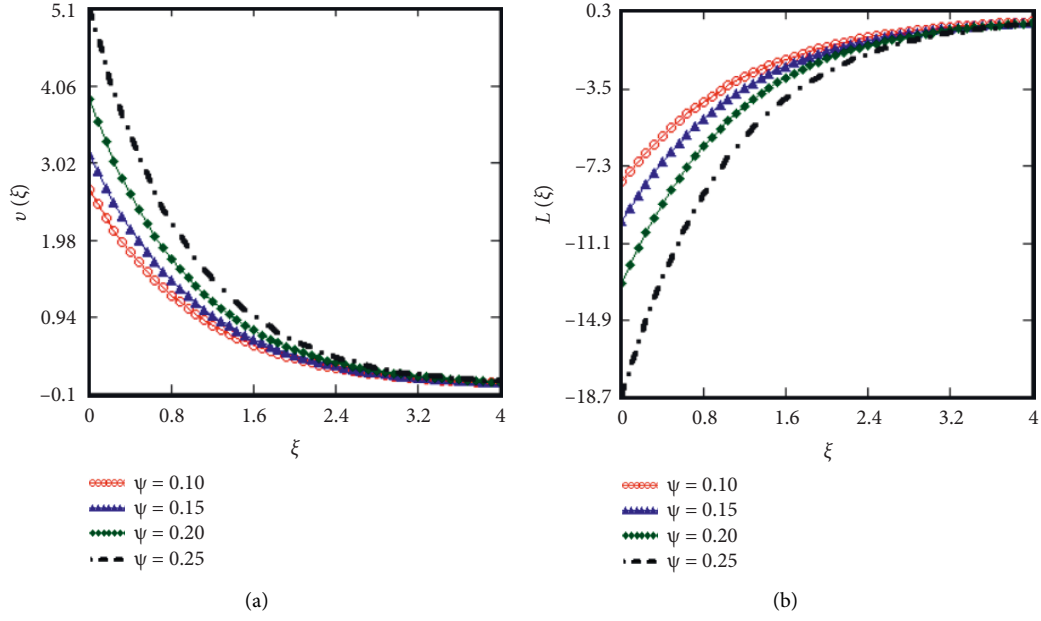 5.1
4.06
3.02
1.98
0.94
−0.1
υ (ξ)
0
0.8
1.6
2.4
3.2
4
ξ
ψ = 0.10
ψ = 0.15
ψ = 0.20
ψ = 0.25
(a)
0.3
−3.5
−7.3
−11.1
−14.9
−18.7
L (ξ)
0
0.8
1.6
2.4
3.2
4
ξ
ψ = 0.10
ψ = 0.15
ψ = 0.20
ψ = 0.25
(b)